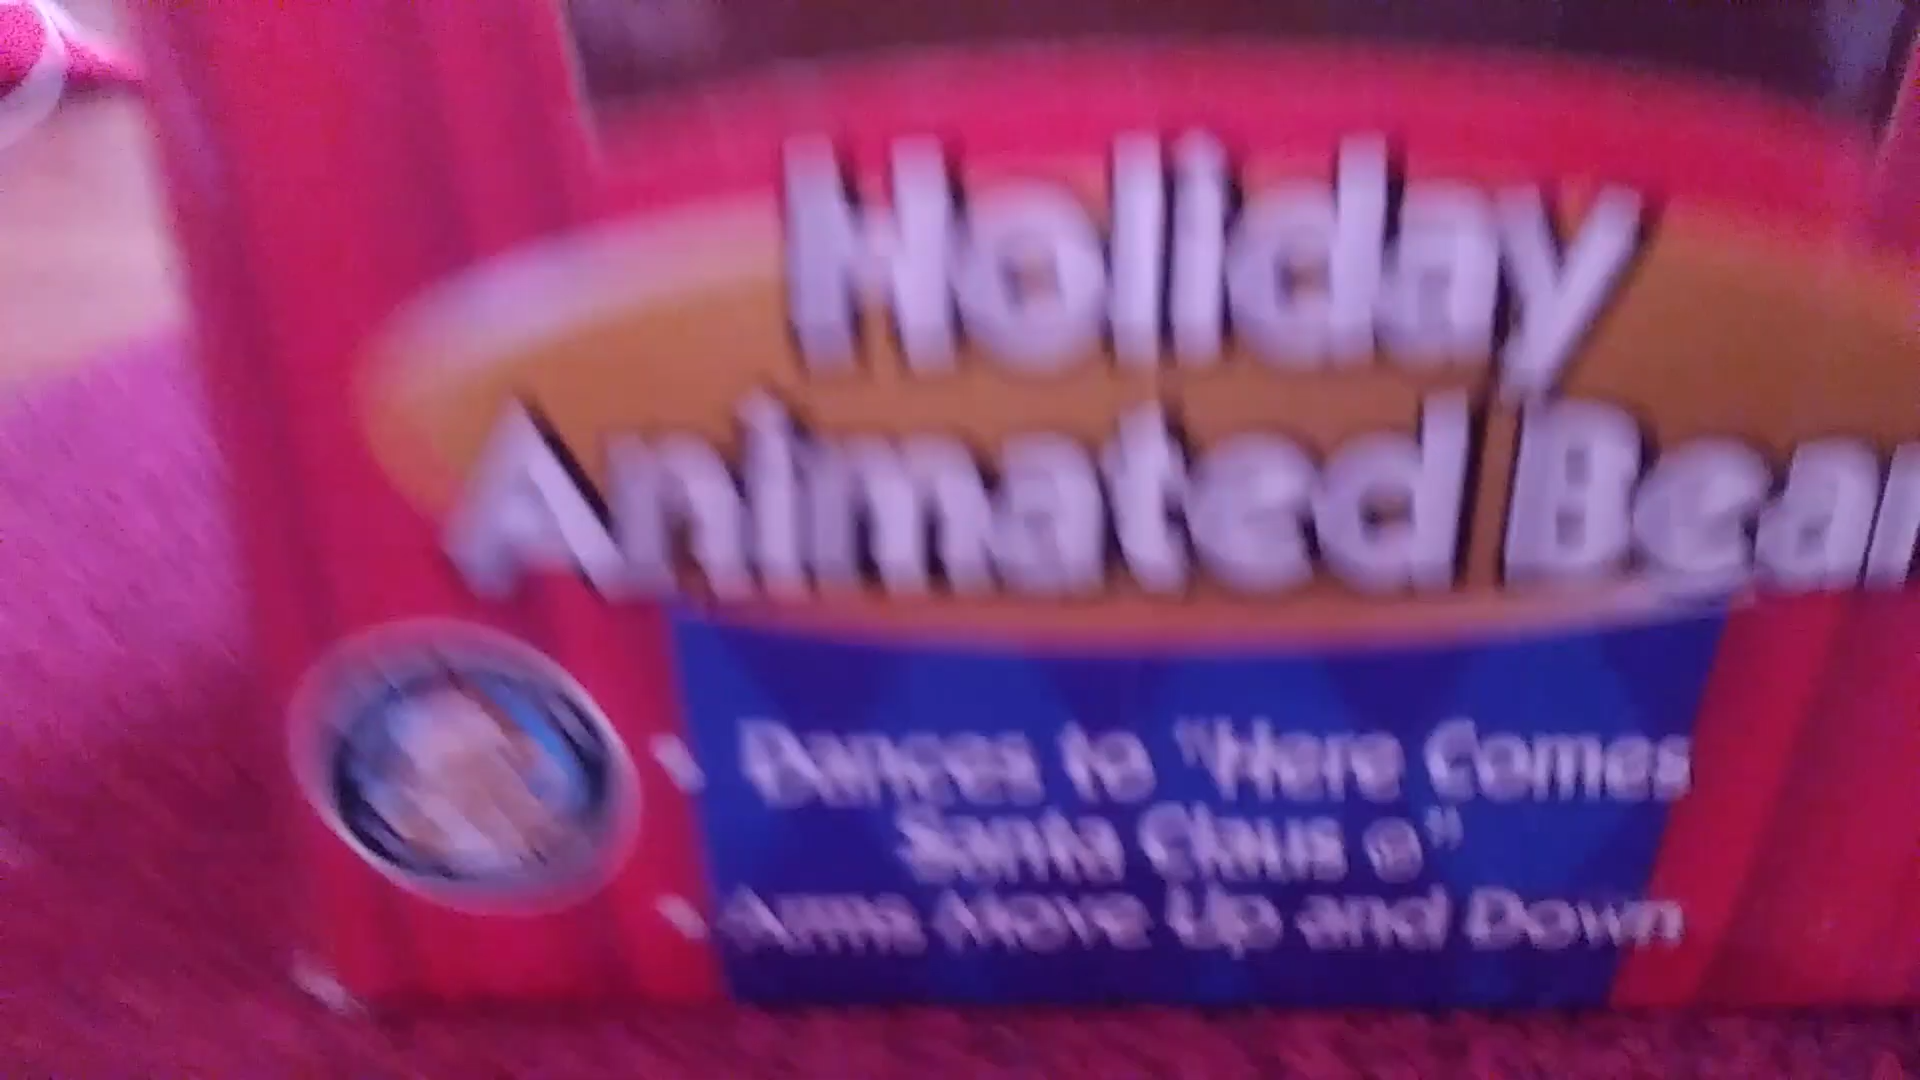 Holiday
Animated Bear
• Dances to "Here Comes
Santa Claus ®"
• Arms Move Up and Down